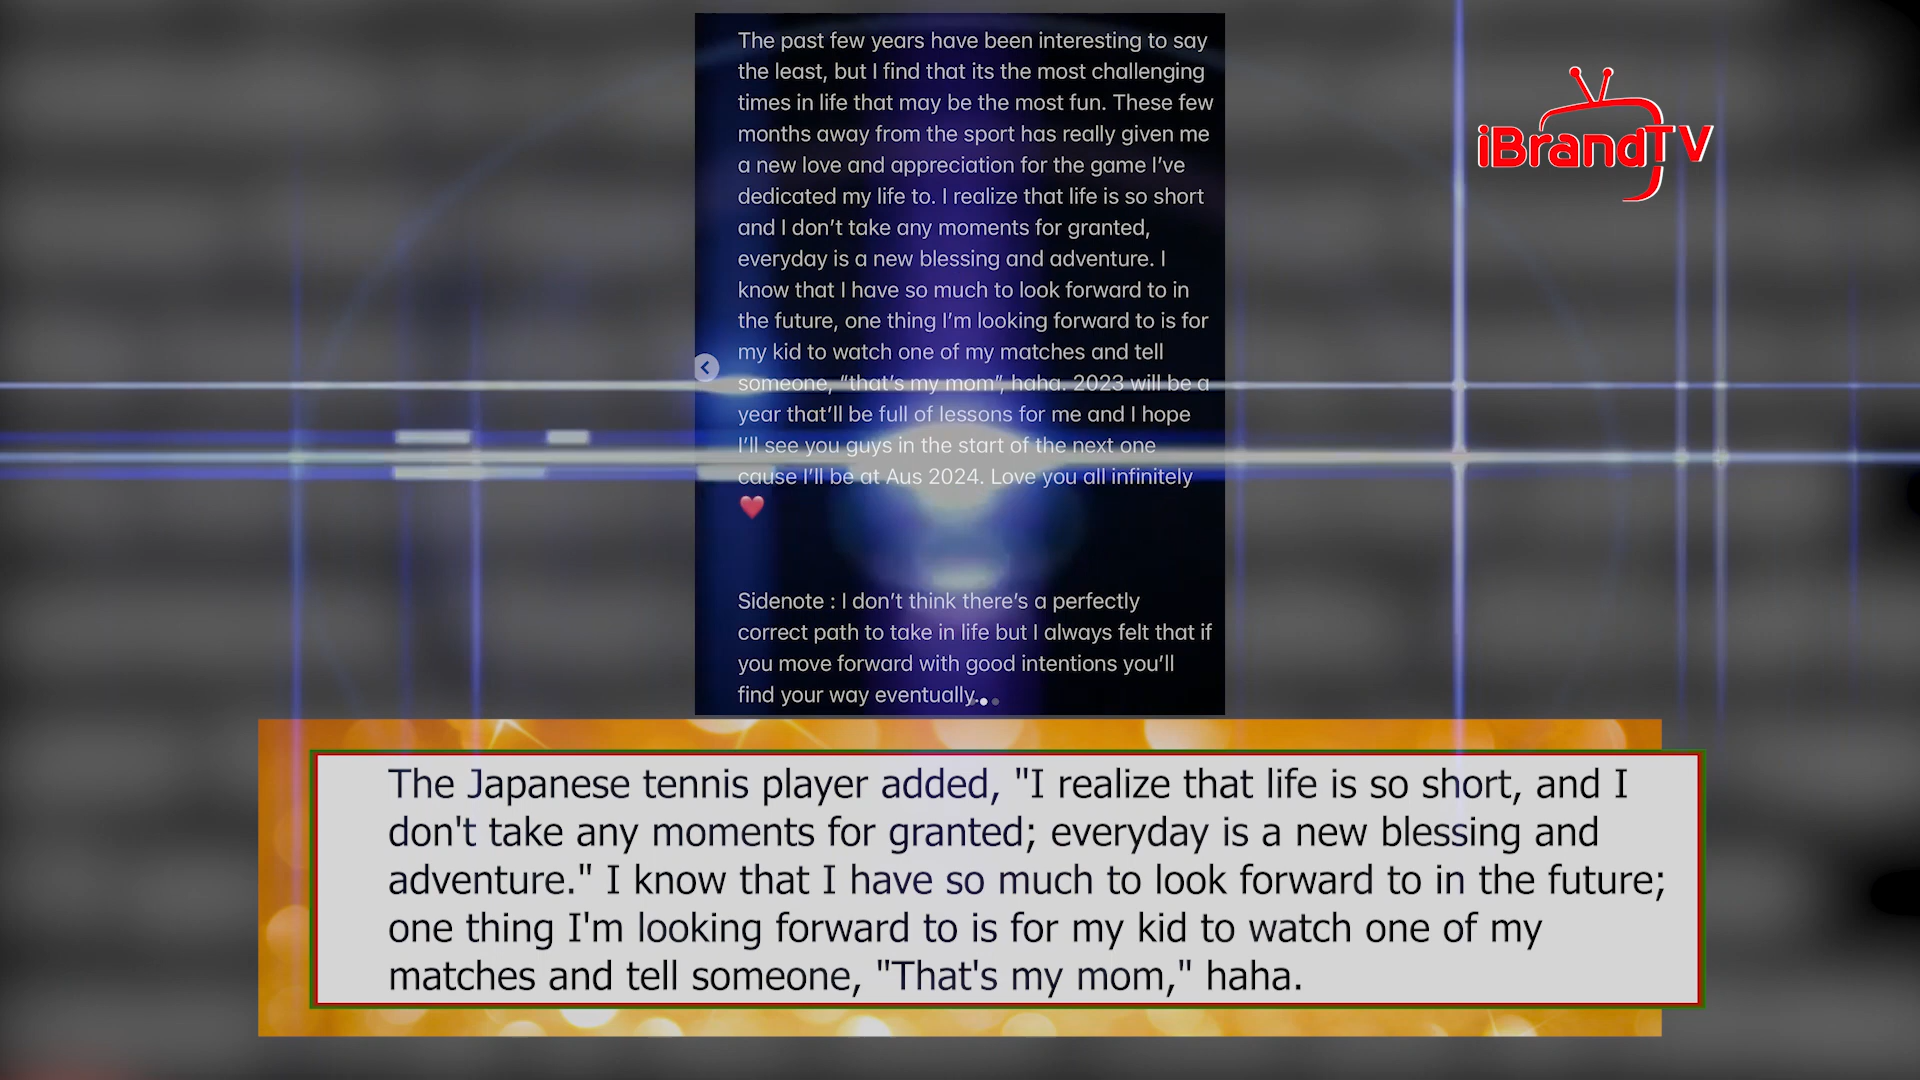 The past few years have been interesting to say
the least, but I find that its the most challenging
times in life that may be the most fun. These few
months away from the sport has really given me
a new love and appreciation for the game I’ve
dedicated my life to. I realize that life is so short
and I don’t take any moments for granted,
everyday is a new blessing and adventure. I
know that I have so much to look forward to in
the future, one thing I’m looking forward to is for
my kid to watch one of my matches and tell
someone, “that’s my mom”, haha. 2023 will be a
year that’ll be full of lessons for me and I hope
I’ll see you guys in the start of the next one
cause I’ll be at Aus 2024. Love you all infinitely
❤️
Sidenote : I don’t think there’s a perfectly
correct path to take in life but I always felt that if
you move forward with good intentions you’ll
find your way eventually.
iBrandTV
The Japanese tennis player added, "I realize that life is so short, and I
don't take any moments for granted; everyday is a new blessing and
adventure." I know that I have so much to look forward to in the future;
one thing I'm looking forward to is for my kid to watch one of my
matches and tell someone, "That's my mom," haha.